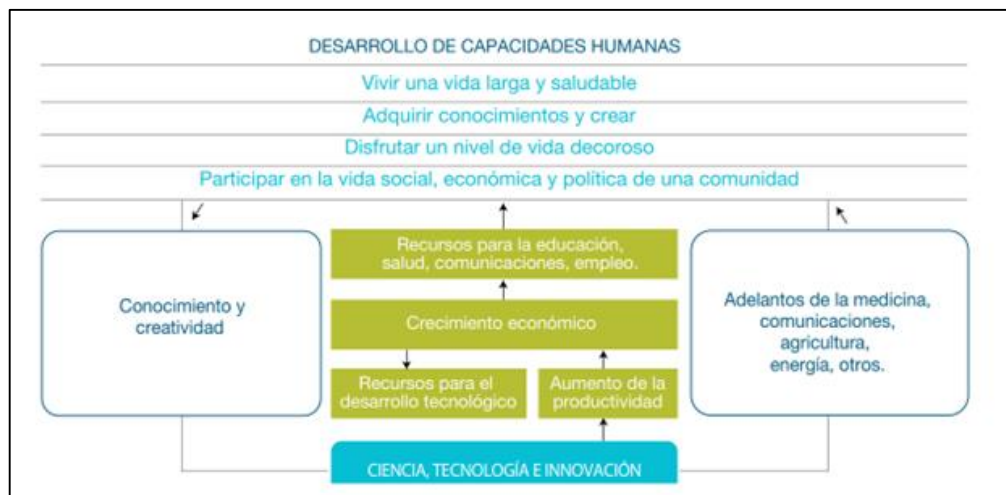 DESARROLLO DE CAPACIDADES HUMANAS
Vivir una vida larga y saludable
Adquirir conocimientos y crear
Disfrutar un nivel de vida decoroso
Participar en la vida social, económica y política de una comunidad
Conocimiento y
creatividad
Recursos para la educación,
salud, comunicaciones, empleo.
Crecimiento económico
Recursos para el
desarrollo tecnológico
Aumento de la
productividad
Adelantos de la medicina,
comunicaciones,
agricultura,
energía, otros.
CIENCIA, TECNOLOGÍA E INNOVACIÓN